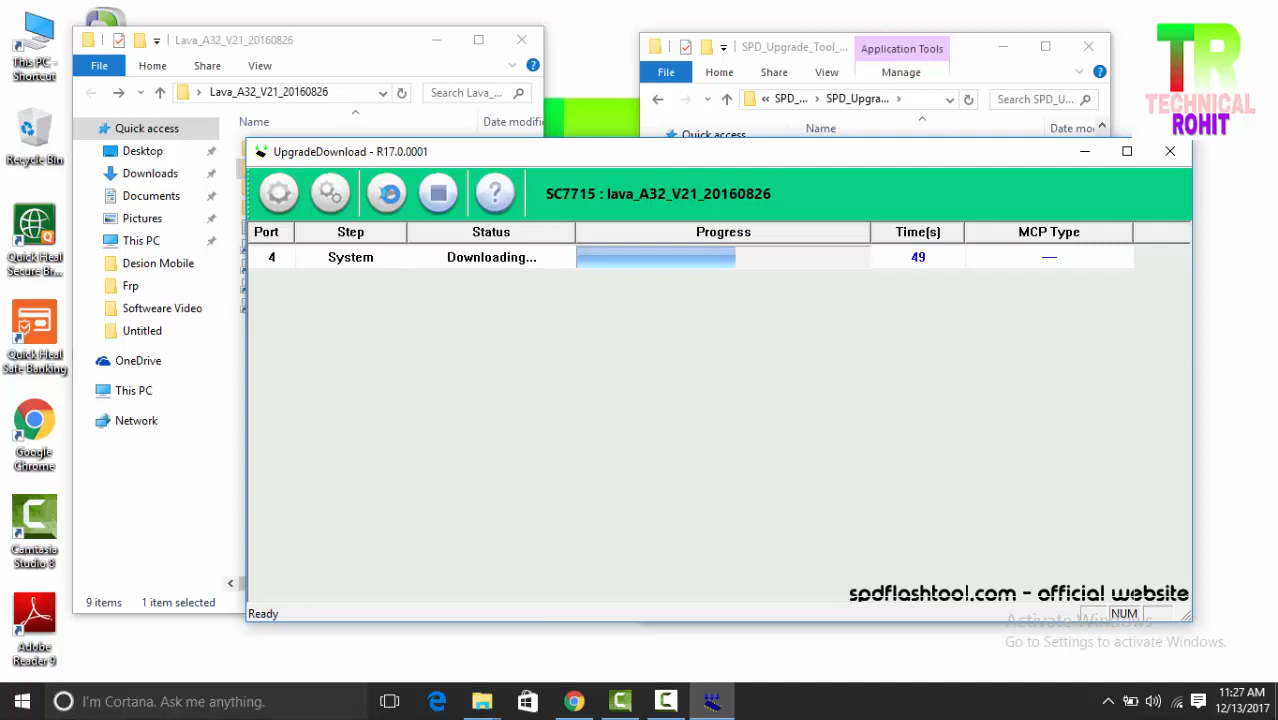 This PC -
Shortcut
Recycle Bin
Quick Heal
Secure Br...
Quick Heal
Safe Banking
Google
Chrome
Camtasia
Studio 8
Adobe
Reader 9
Lava_A32_V21_20160826
File Home Share View
Lava_A32_V21_20160826
Search Lava_...
Name Date modifi
Quick access
Desktop
Downloads
Documents
Pictures
This PC
Desion Mobile
Frp
Softweare Video
Untitled
OneDrive
This PC
Network
9 items 1 item selected
SPD_Upgrade_Tool_... Application Tools
File Home Share View Manage
« SPD_... SPD_Upgra...
Search SPD_U...
Name Date mo
Quick access
TR
TECHNICAL
ROHIT
UpgradeDownload - R17.0.0001
SC7715 : lava_A32_V21_20160826
Port Step Status Progress Time(s) MCP Type
4 System Downloading... 49 —
spdflashtool.com - official website
Ready NUM
Activate Windows
Go to Settings to activate Windows.
I'm Cortana. Ask me anything.
11:27 AM
12/13/2017